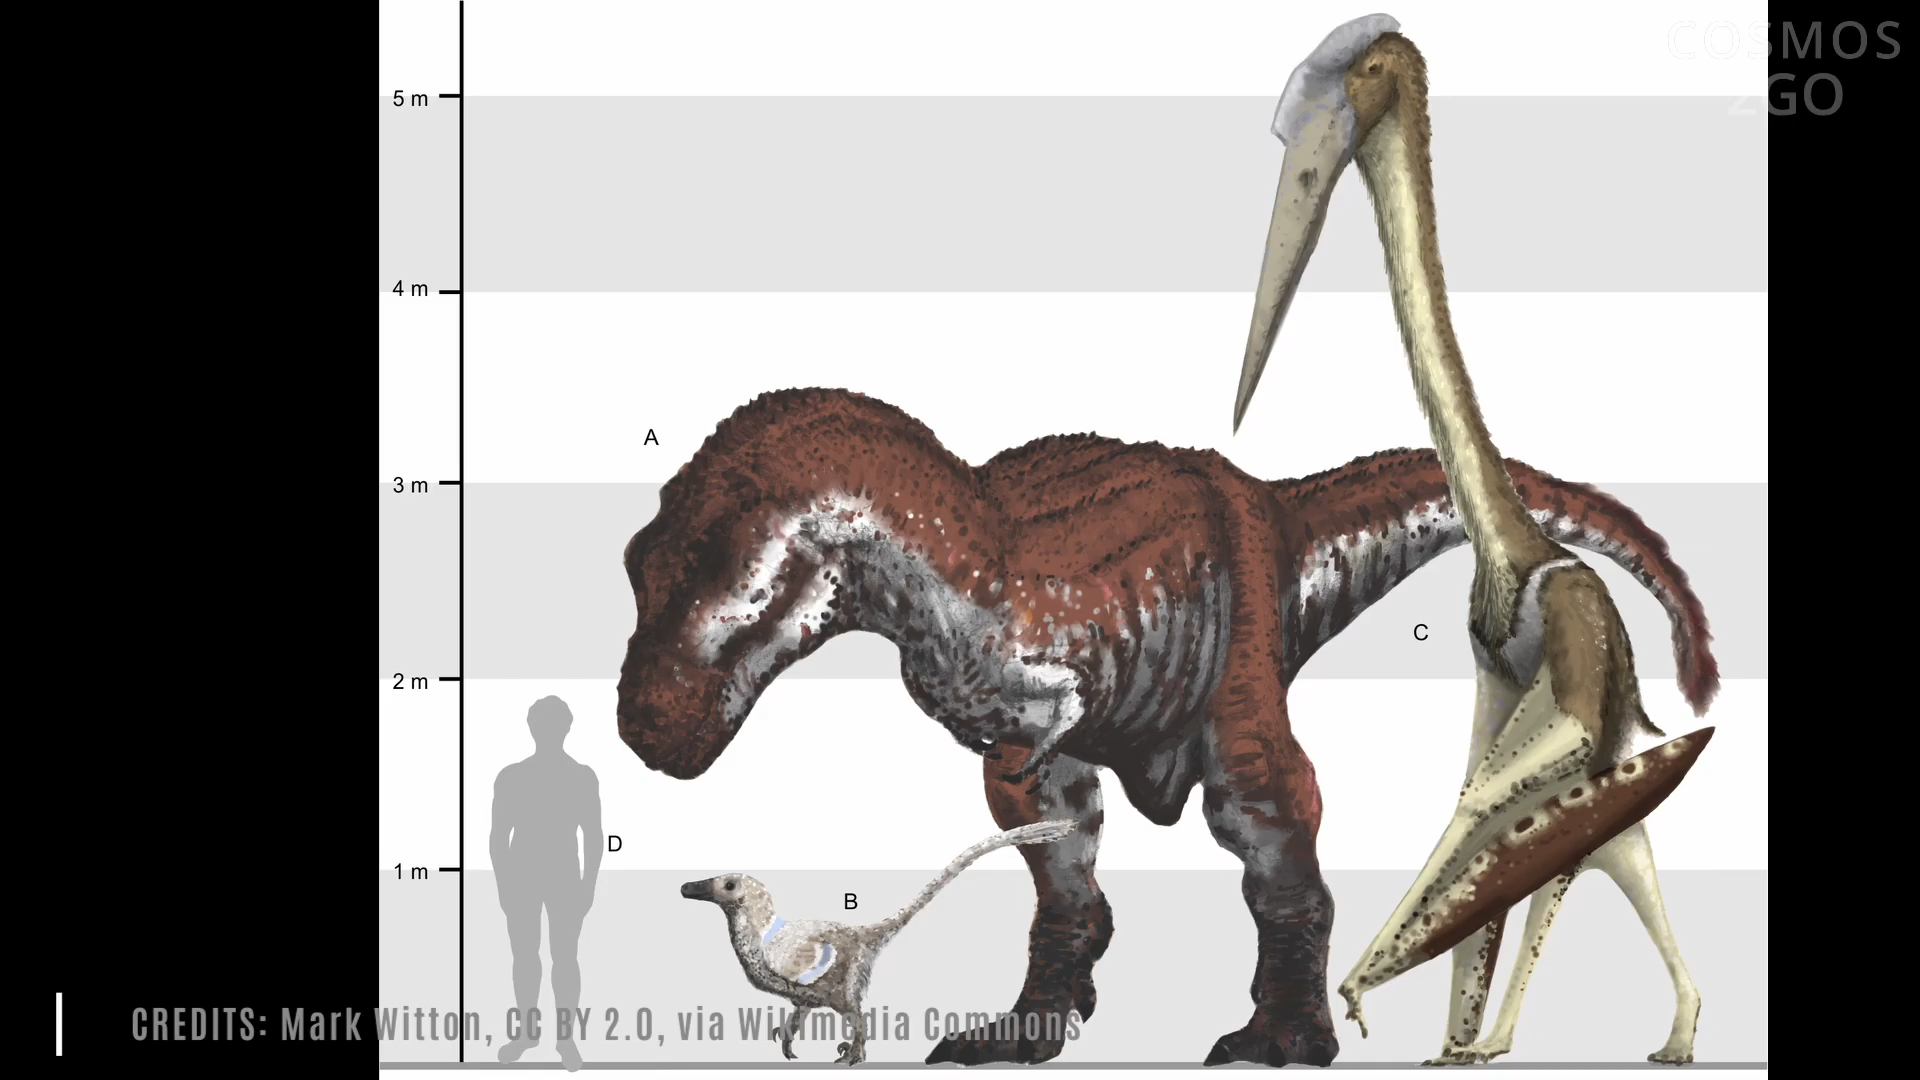 COSMOS
2GO
5 m
4 m
A
3 m
C
2 m
D
1 m
B
CREDITS: Mark Witton, CC BY 2.0, via Wikimedia Commons